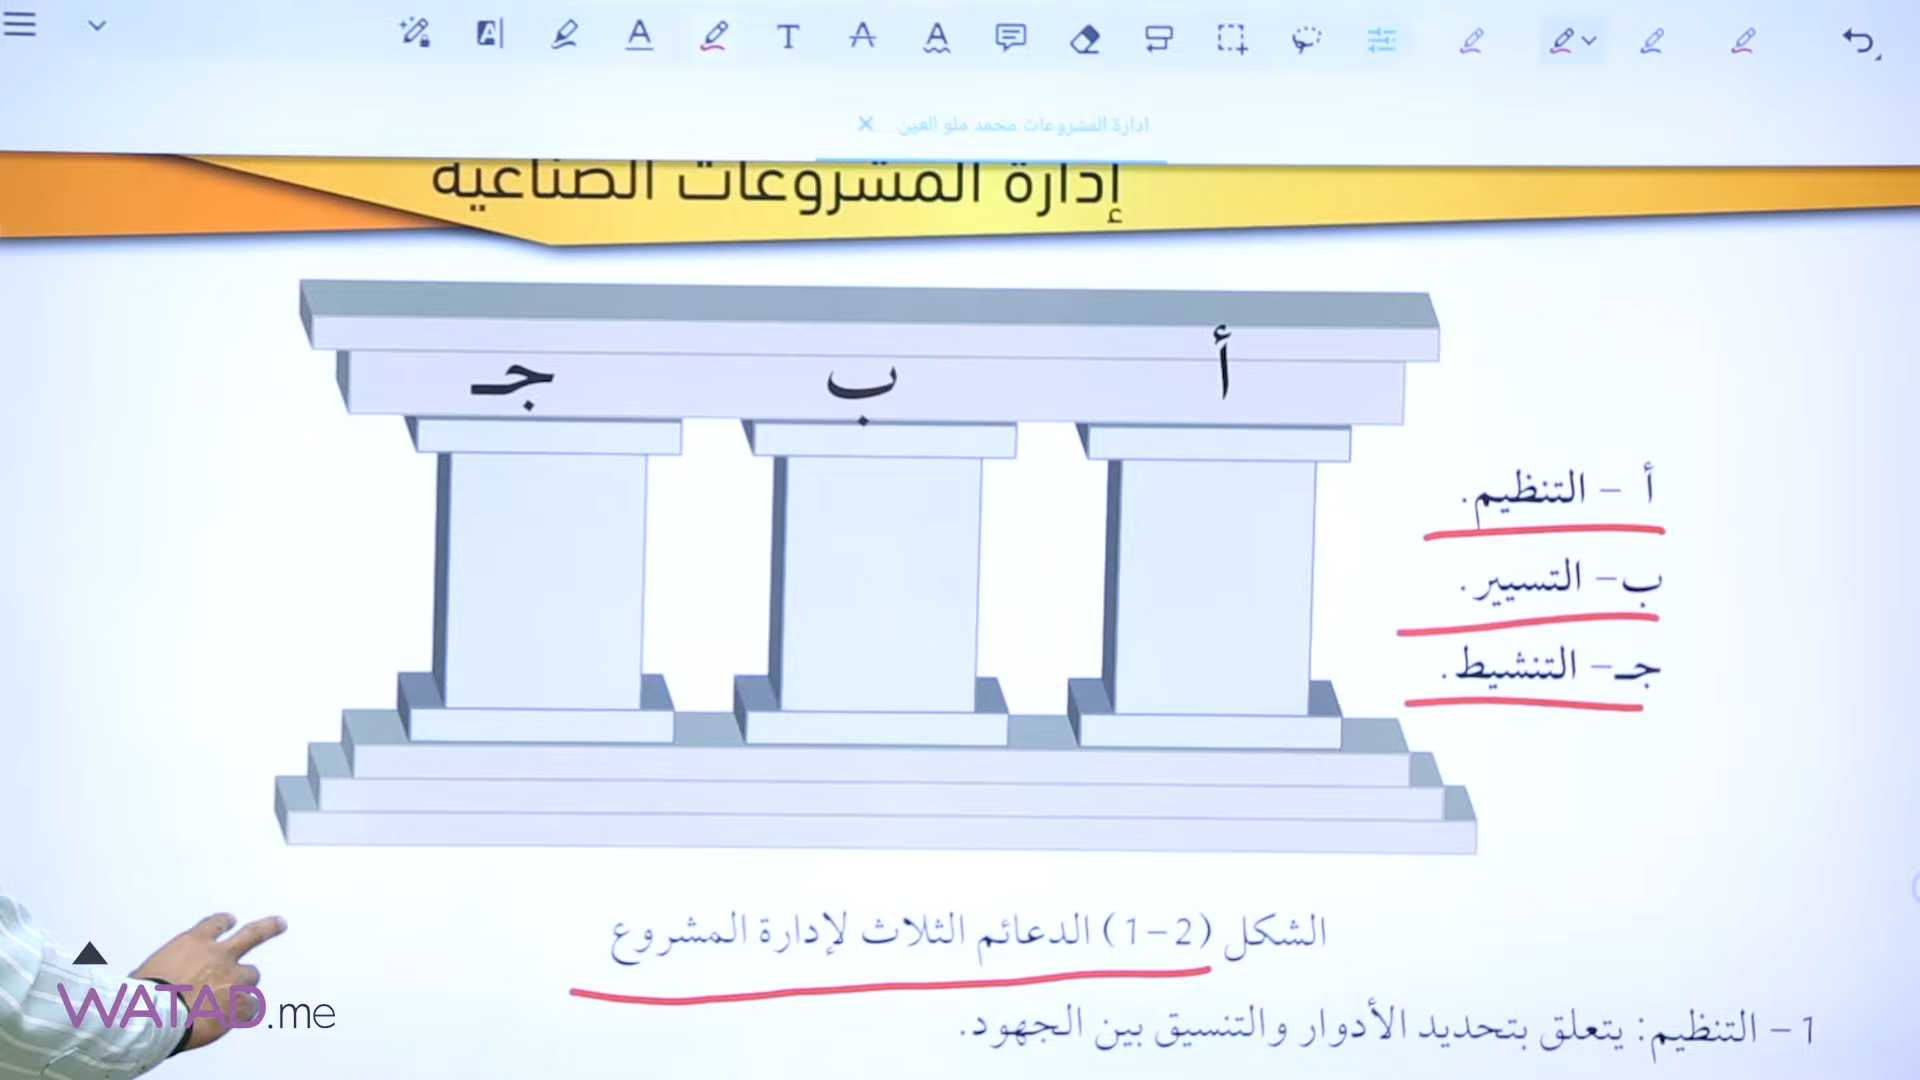 ادارة المشروعات محمد ملو العين
إدارة المشروعات الصناعية
أ ب جـ
أ - التنظيم.
ب- التسيير.
جـ- التنشيط.
الشكل (2-1) الدعائم الثلاث لإدارة المشروع
1- التنظيم: يتعلق بتحديد الأدوار والتنسيق بين الجهود.
WATAD.me